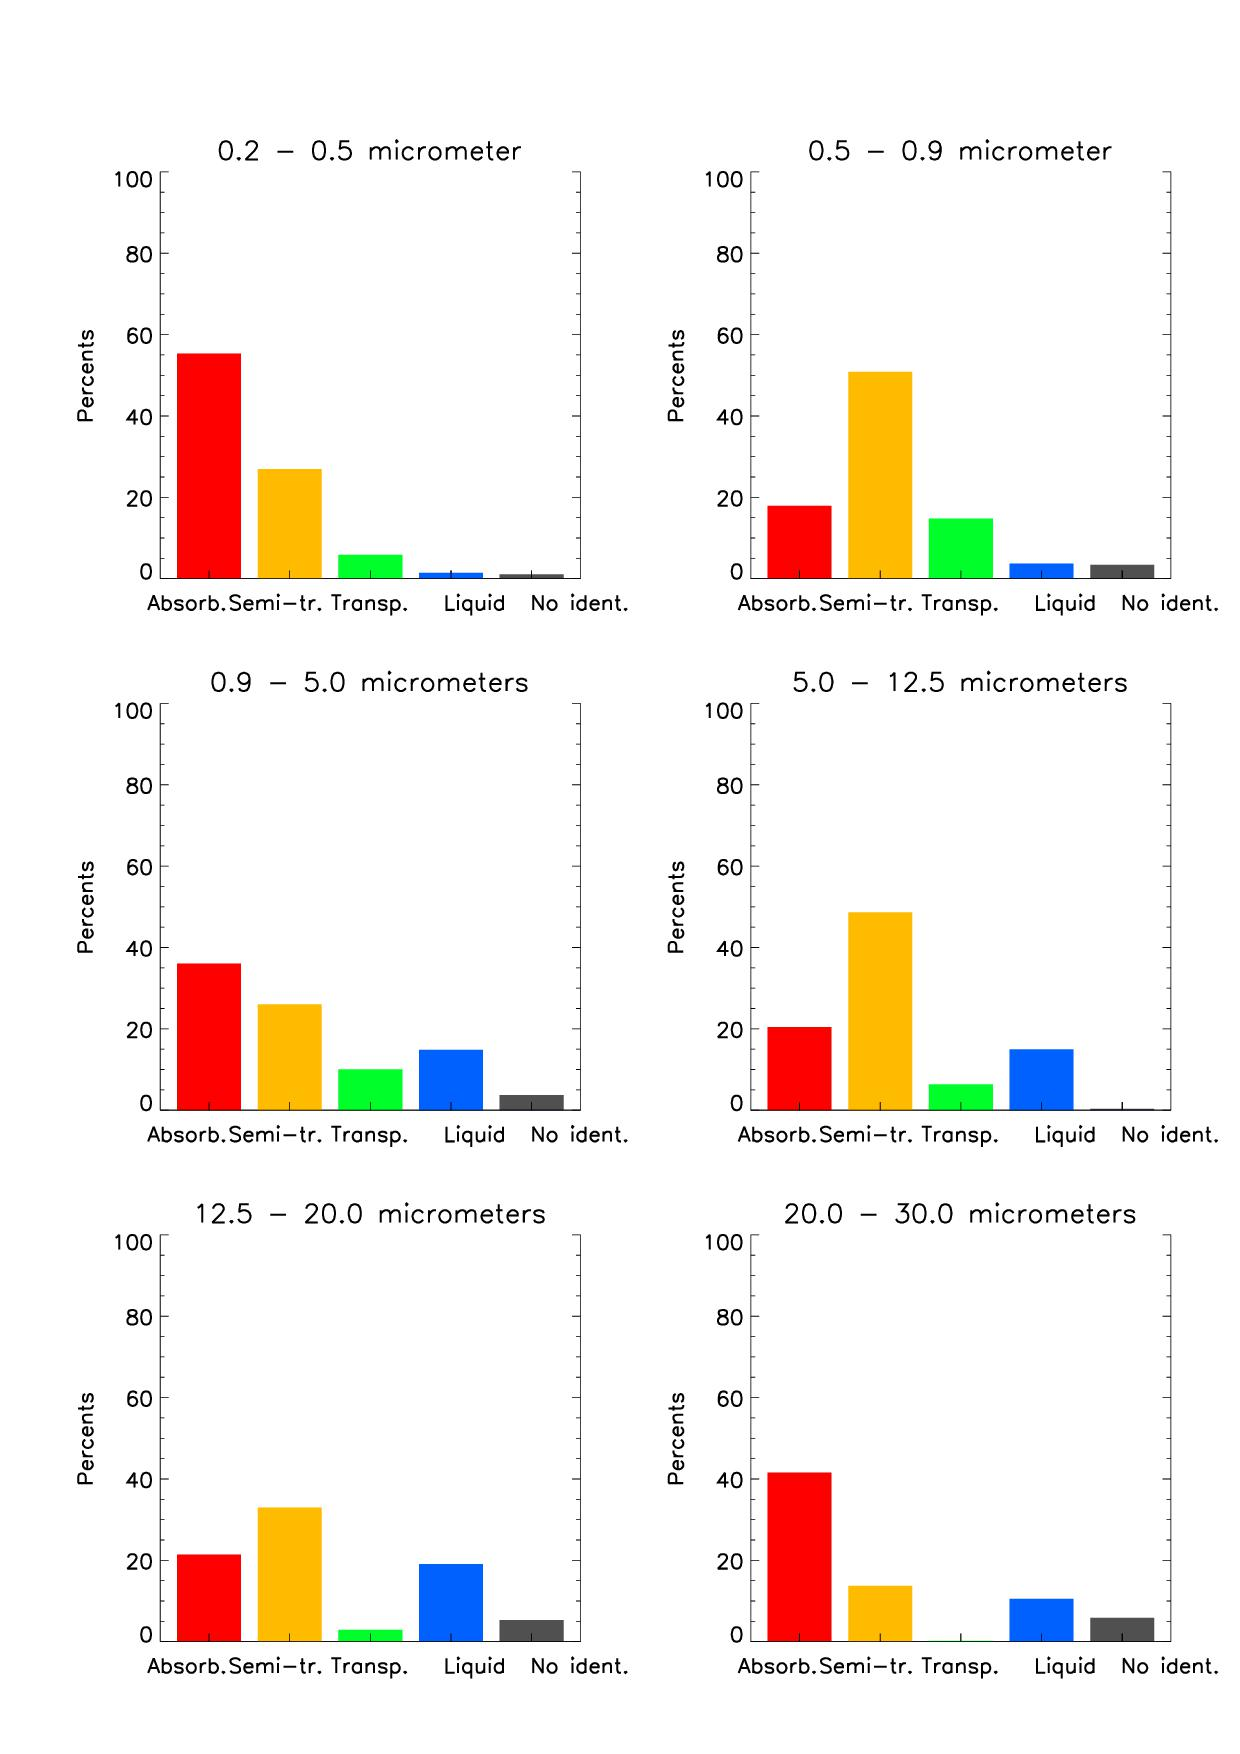 0.2 – 0.5 micrometer
100
80
60
40
20
0
Percents
Absorb. Semi-tr. Transp. Liquid No ident.
0.5 – 0.9 micrometer
100
80
60
40
20
0
Percents
Absorb. Semi-tr. Transp. Liquid No ident.
0.9 – 5.0 micrometers
100
80
60
40
20
0
Percents
Absorb. Semi-tr. Transp. Liquid No ident.
5.0 – 12.5 micrometers
100
80
60
40
20
0
Percents
Absorb. Semi-tr. Transp. Liquid No ident.
12.5 – 20.0 micrometers
100
80
60
40
20
0
Percents
Absorb. Semi-tr. Transp. Liquid No ident.
20.0 – 30.0 micrometers
100
80
60
40
20
0
Percents
Absorb. Semi-tr. Transp. Liquid No ident.